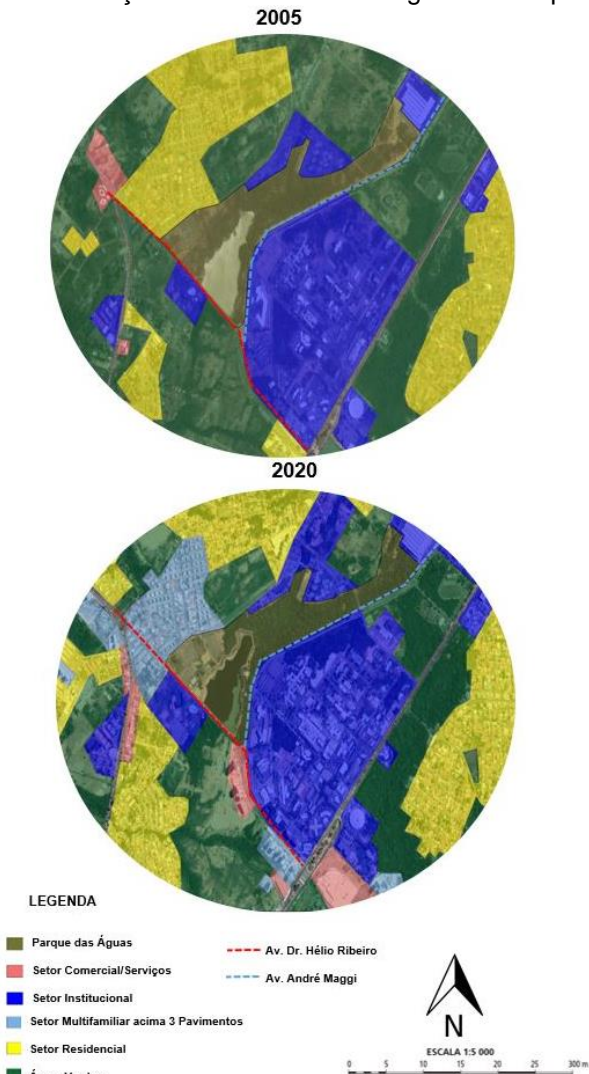 2005
2020
LEGENDA
Parque das Águas
Setor Comercial/Serviços
Setor Institucional
Setor Multifamiliar acima 3 Pavimentos
Setor Residencial
Av. Dr. Hélio Ribeiro
Av. André Maggi
N
ESCALA 1:5 000
0 5 10 15 20 25 300 m